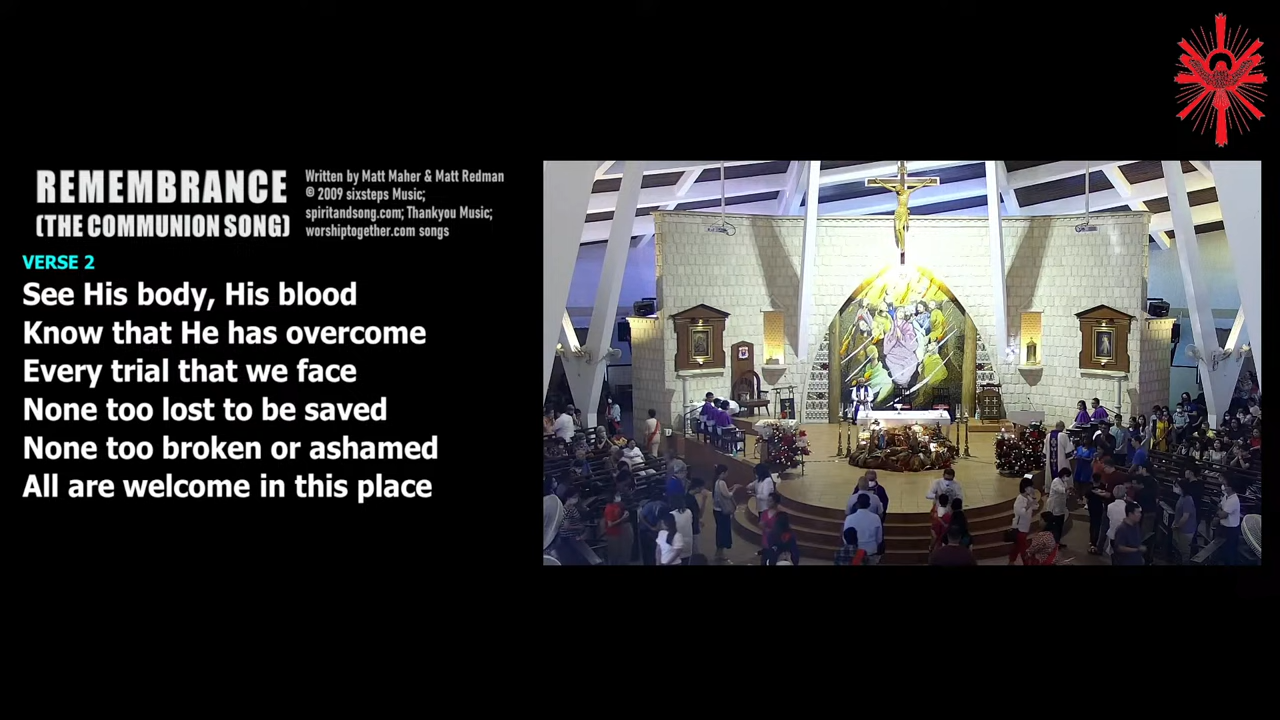 REMEMBRANCE
(THE COMMUNION SONG)
Written by Matt Maher & Matt Redman
© 2009 sixsteps Music;
spiritandsong.com; Thankyou Music;
worshiptogether.com songs
VERSE 2
See His body, His blood
Know that He has overcome
Every trial that we face
None too lost to be saved
None too broken or ashamed
All are welcome in this place